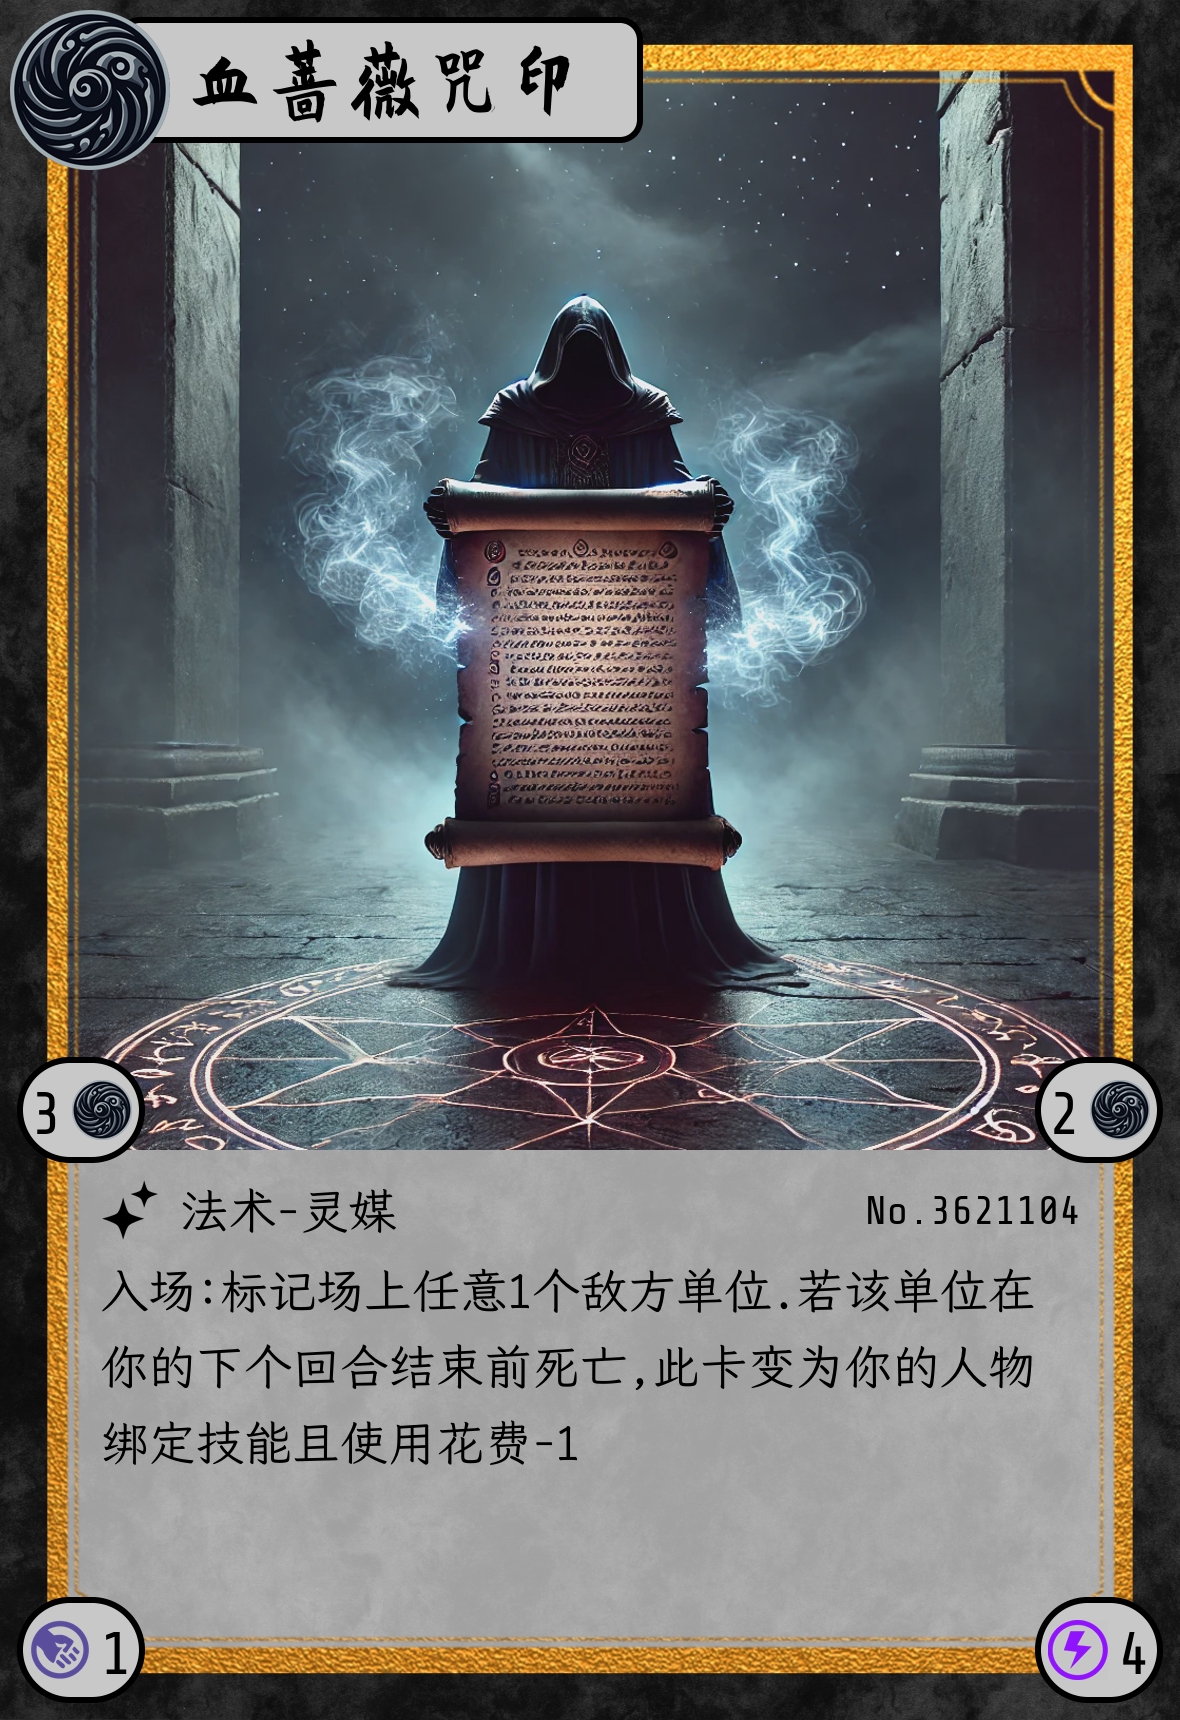 血蔷薇咒印
3
2
法术-灵媒
No.3621104
入场:标记场上任意1个敌方单位.若该单位在
你的下个回合结束前死亡,此卡变为你的人物
绑定技能且使用花费-1
1
4